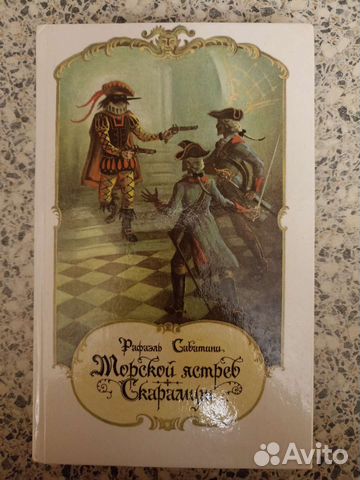 Рафаэль Сабатини
Морской ястреб
Скарамуш
Avito